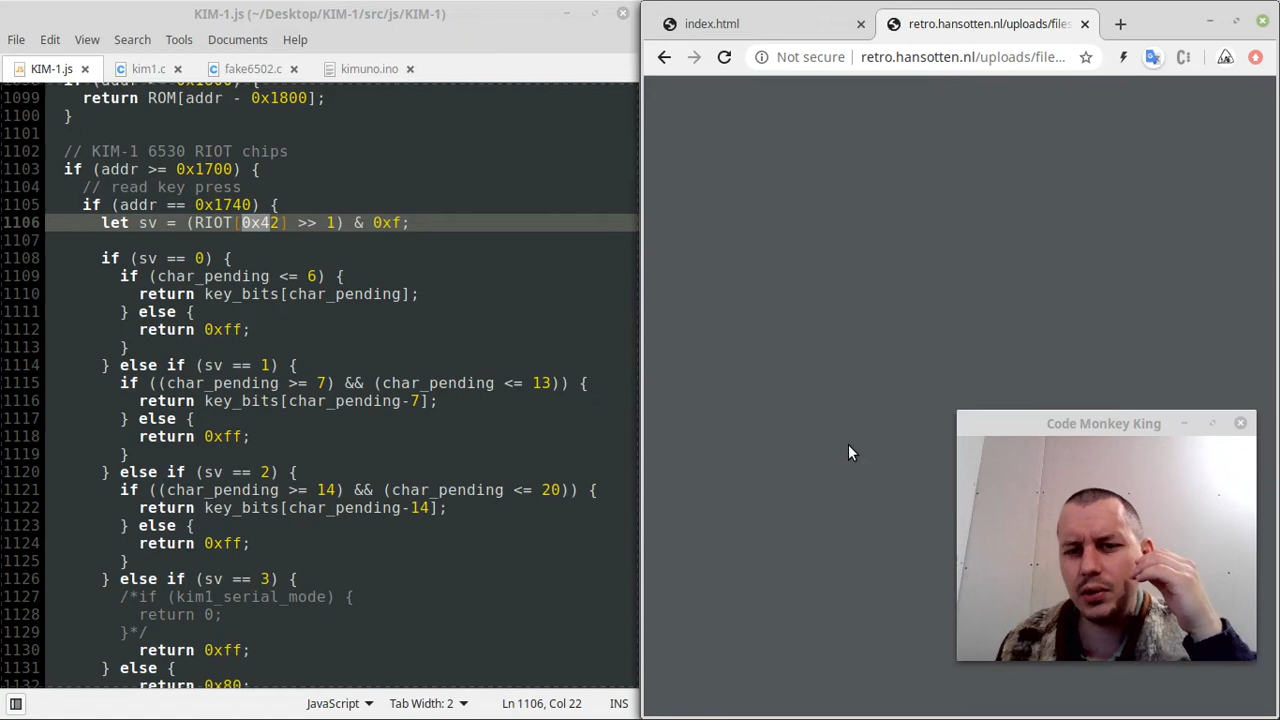 KIM-1.js (~/Desktop/KIM-1/src/js/KIM-1)
File Edit View Search Tools Documents Help
KIM-1.js kim1.c fake6502.c kimuno.ino
1099 return ROM[addr - 0x1800];
1100 }
1101
1102 // KIM-1 6530 RIOT chips
1103 if (addr >= 0x1700) {
1104 // read key press
1105 if (addr == 0x1740) {
1106 let sv = (RIOT[0x42] >> 1) & 0xf;
1107
1108 if (sv == 0) {
1109 if (char_pending <= 6) {
1110 return key_bits[char_pending];
1111 } else {
1112 return 0xff;
1113 }
1114 } else if (sv == 1) {
1115 if ((char_pending >= 7) && (char_pending <= 13)) {
1116 return key_bits[char_pending-7];
1117 } else {
1118 return 0xff;
1119 }
1120 } else if (sv == 2) {
1121 if ((char_pending >= 14) && (char_pending <= 20)) {
1122 return key_bits[char_pending-14];
1123 } else {
1124 return 0xff;
1125 }
1126 } else if (sv == 3) {
1127 /*if (kim1_serial_mode) {
1128 return 0;
1129 }*/
1130 return 0xff;
1131 } else {
1132 return 0x80;
JavaScript Tab Width: 2 Ln 1106, Col 22 INS
index.html retro.hansotten.nl/uploads/files
Not secure retro.hansotten.nl/uploads/file...
Code Monkey King